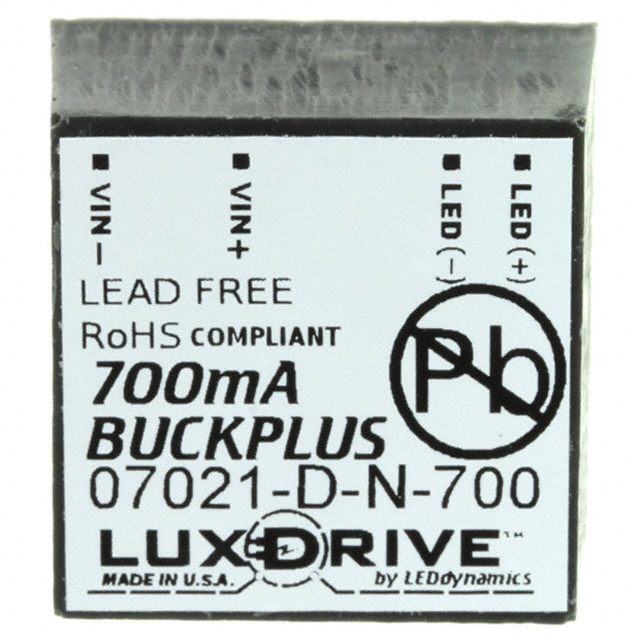 VIN- VIN+ LED (-) LED (+)
LEAD FREE
RoHS COMPLIANT
Pb
700mA
BUCKPLUS
07021-D-N-700
LUXDRIVE™
MADE IN U.S.A. by LEDdynamics